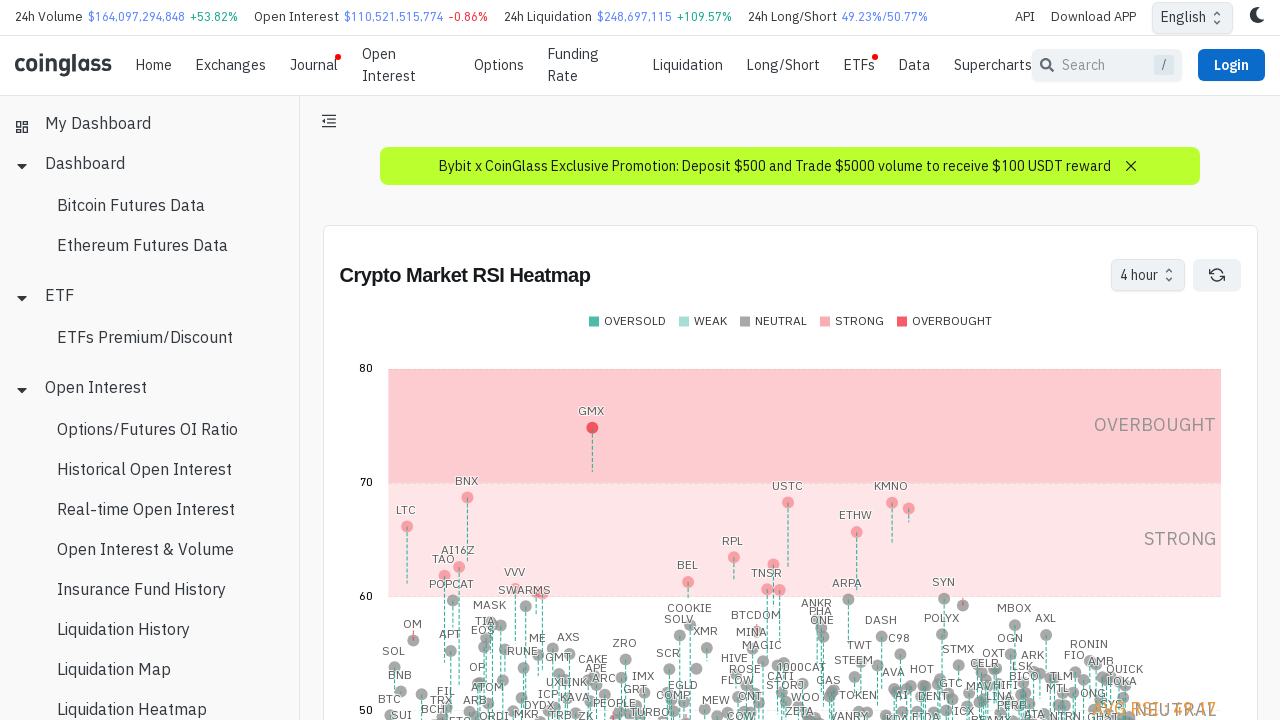 24h Volume $164,097,294,848 +53.82% Open Interest $110,521,515,774 -0.86% 24h Liquidation $248,697,115 +109.57% 24h Long/Short 49.23%/50.77% API Download APP English
coinglass Home Exchanges Journal Open Interest Options Funding Rate Liquidation Long/Short ETFs Data Supercharts Search / Login
My Dashboard
Dashboard
Bitcoin Futures Data
Ethereum Futures Data
ETF
ETFs Premium/Discount
Open Interest
Options/Futures OI Ratio
Historical Open Interest
Real-time Open Interest
Open Interest & Volume
Insurance Fund History
Liquidation History
Liquidation Map
Liquidation Heatmap
Bybit x CoinGlass Exclusive Promotion: Deposit $500 and Trade $5000 volume to receive $100 USDT reward
Crypto Market RSI Heatmap
4 hour
OVERSOLD WEAK NEUTRAL STRONG OVERBOUGHT
80
GMX
OVERBOUGHT
70
BNX
USTC
KMNO
LTC
ETHW
STRONG
RPL
AI16Z
TAO
BEL
VVV
TNSR
POPCAT
SWARMS
ARPA
SYN
60
MASK
COOKIE
ANKR
MBOX
PHA
TIA
SOLV
BTCDOM
ONE
DASH
POLYX
AXL
OM
EOS
XMR
MINA
APT
ME
AXS
C98
OGN
ZRO
MAGIC
TWT
STMX
RONIN
SOL
RUNE
GMT
SCR
HIVE
STEEM
OXT
ARK
FIO
CAKE
AMB
BNB
OP
APE
ROSE
1000CAT
AVA
HOT
CELR
LSK
QUICK
ARC
IMX
FLOW
CATI
GAS
BICO
TLM
LOKA
ATOM
GRT
EGLD
STORJ
GTC
MAV
MTL
BTC
FIL
ICP
KAVA
COMP
MEW
WOO
AI
DENT
LINA
TRX
ARB
DYDX
PEOPLE
TURBO
ZETA
PERP
50
SUI
BCH
ORDI
MKR
TRB
ZK
COW
VANRY
ICX
ATA
NEUTRAL